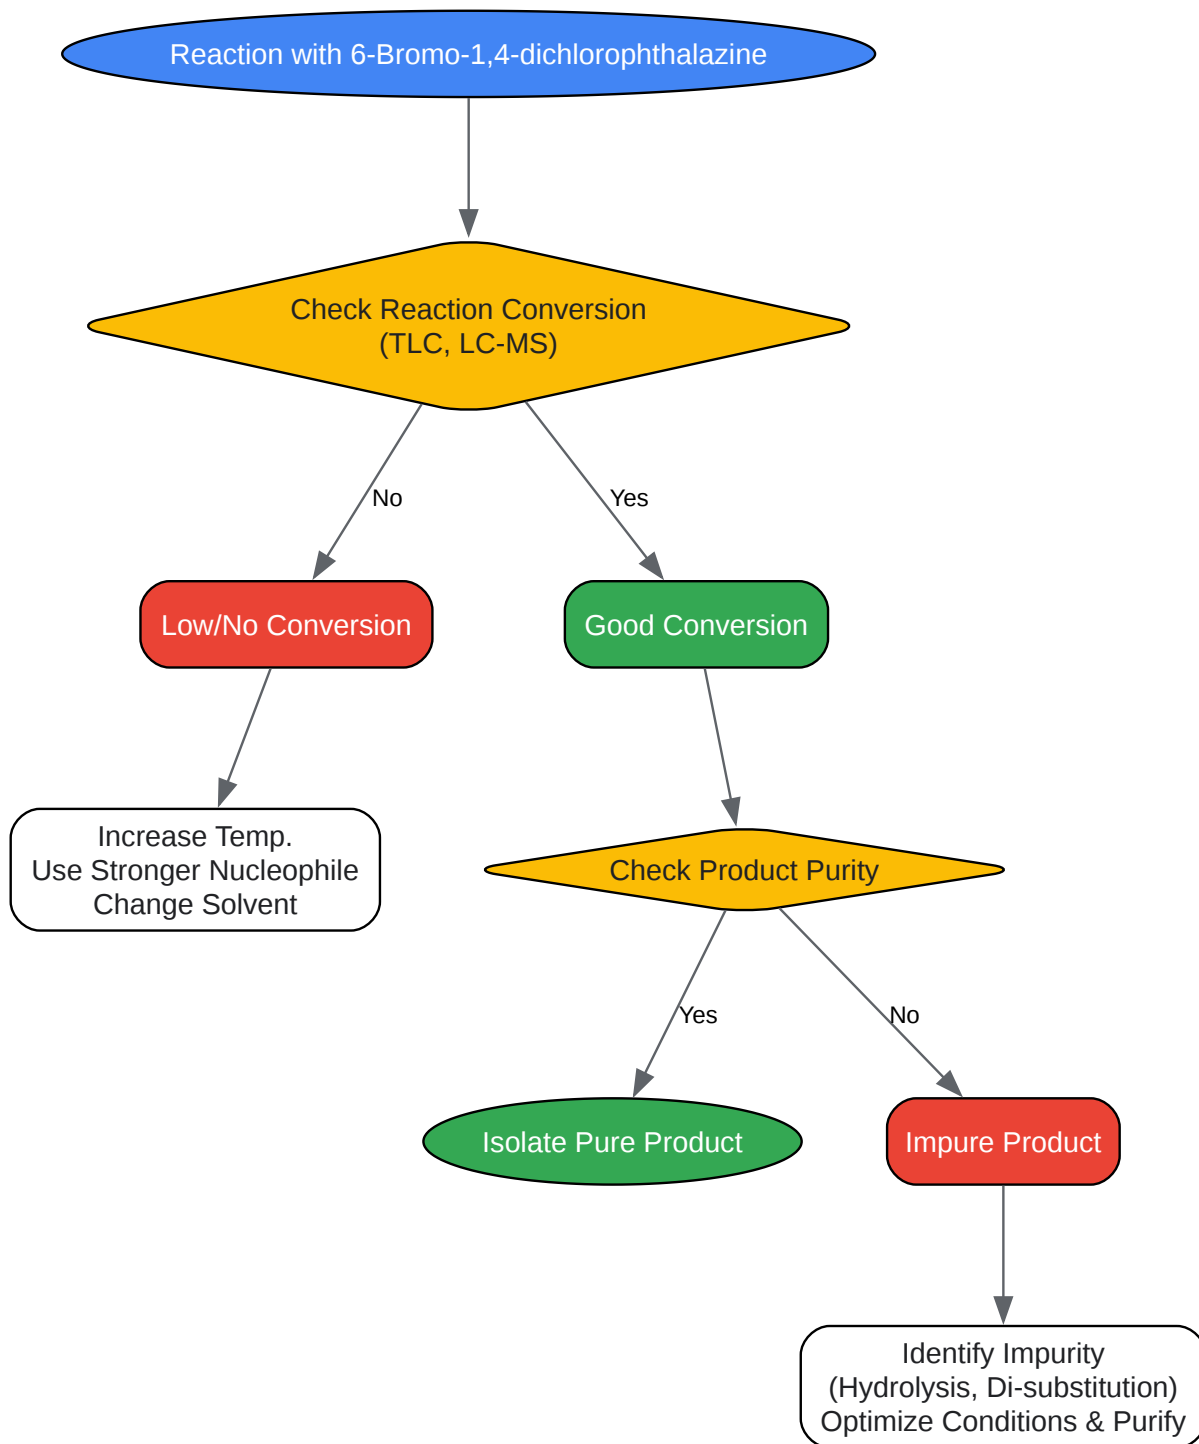 Reaction with 6-Bromo-1,4-dichlorophthalazine
Check Reaction Conversion
(TLC, LC-MS)
No
Yes
Low/No Conversion
Good Conversion
Increase Temp.
Use Stronger Nucleophile
Change Solvent
Check Product Purity
Yes
No
Isolate Pure Product
Impure Product
Identify Impurity
(Hydrolysis, Di-substitution)
Optimize Conditions & Purify